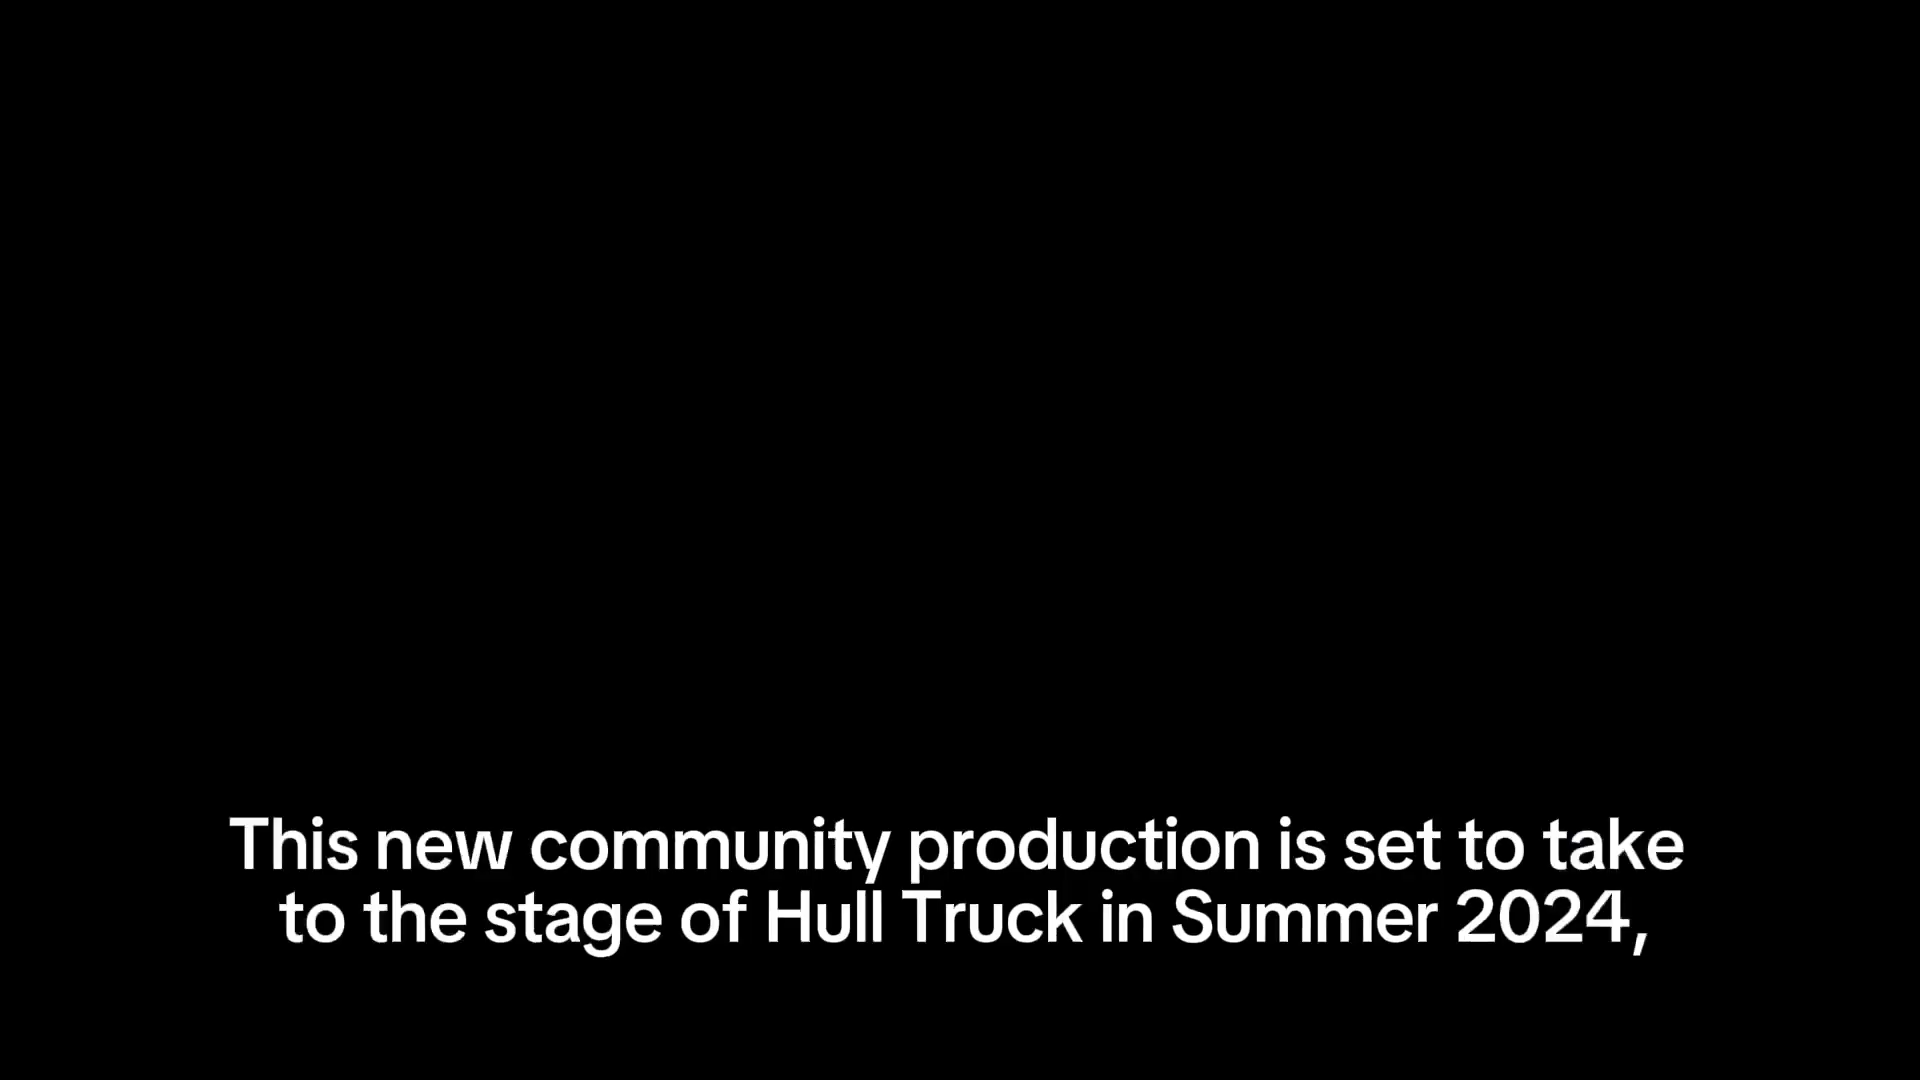 This new community production is set to take
to the stage of Hull Truck in Summer 2024,